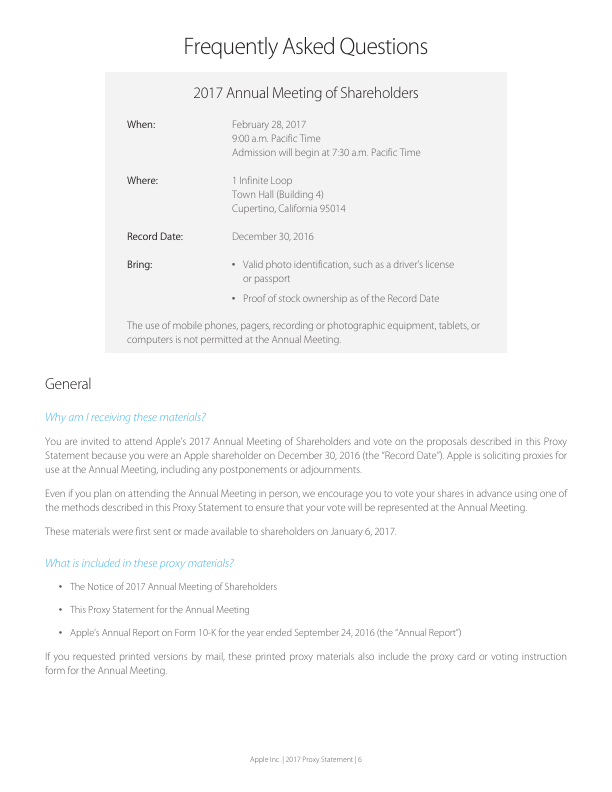 Frequently Asked Questions
2017 Annual Meeting of Shareholders
When:
February 28, 2017
9:00 a.m. Pacific Time
Admission will begin at 7:30 a.m. Pacific Time
Where:
1 Infinite Loop
Town Hall (Building 4)
Cupertino, California 95014
Record Date:
December 30, 2016
Bring:
• Valid photo identification, such as a driver's license
or passport
• Proof of stock ownership as of the Record Date
The use of mobile phones, pagers, recording or photographic equipment, tablets, or
computers is not permitted at the Annual Meeting.
General
Why am I receiving these materials?
You are invited to attend Apple's 2017 Annual Meeting of Shareholders and vote on the proposals described in this Proxy
Statement because you were an Apple shareholder on December 30, 2016 (the "Record Date"). Apple is soliciting proxies for
use at the Annual Meeting, including any postponements or adjournments.
Even if you plan on attending the Annual Meeting in person, we encourage you to vote your shares in advance using one of
the methods described in this Proxy Statement to ensure that your vote will be represented at the Annual Meeting.
These materials were first sent or made available to shareholders on January 6, 2017.
What is included in these proxy materials?
• The Notice of 2017 Annual Meeting of Shareholders
• This Proxy Statement for the Annual Meeting
• Apple's Annual Report on Form 10-K for the year ended September 24, 2016 (the "Annual Report")
If you requested printed versions by mail, these printed proxy materials also include the proxy card or voting instruction
form for the Annual Meeting.
Apple Inc. | 2017 Proxy Statement | 6